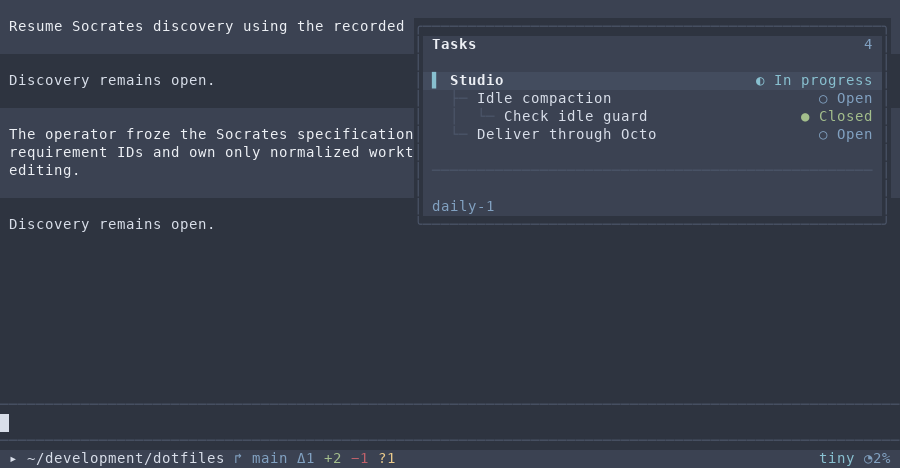 Resume Socrates discovery using the recorded
Discovery remains open.
The operator froze the Socrates specification
requirement IDs and own only normalized workt
editing.
Discovery remains open.
Tasks 4
Studio ◐ In progress
Idle compaction ○ Open
Check idle guard ● Closed
Deliver through Octo ○ Open
daily-1
▸ ~/development/dotfiles ↱ main Δ1 +2 −1 ?1 tiny ◔2%